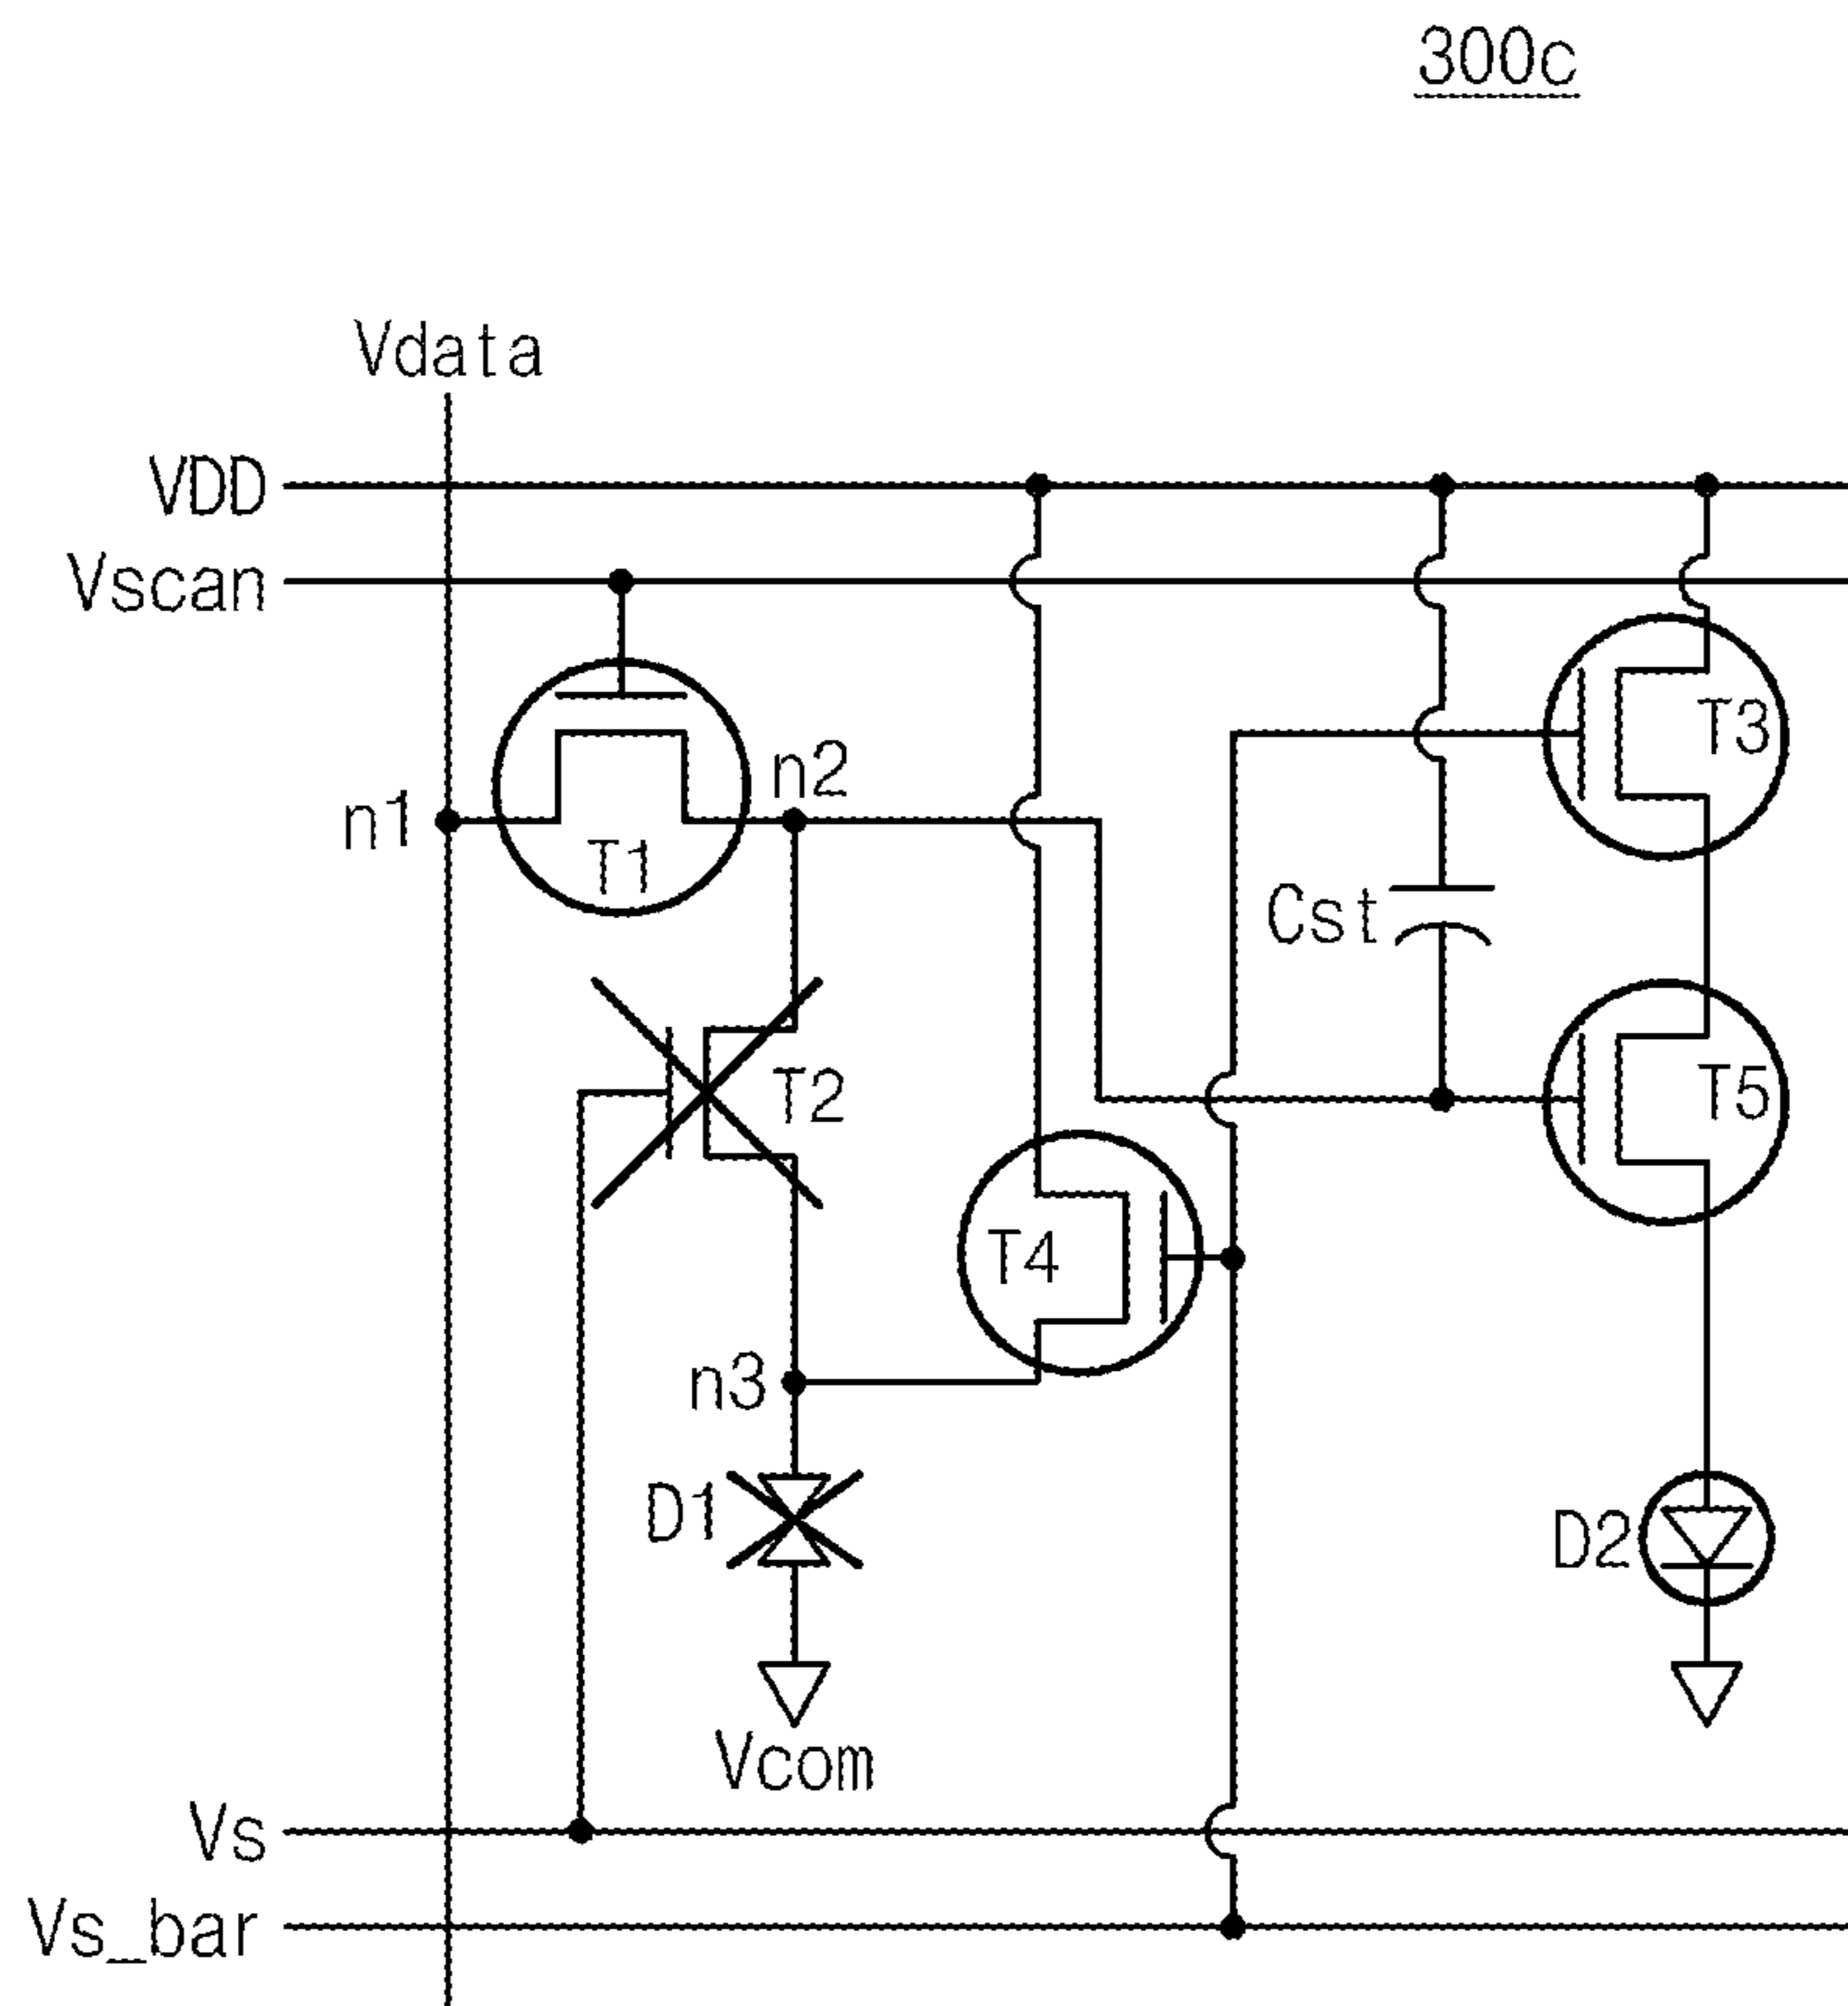 300c
Vdata
VDD
Vscan
T3
n2
n1
T1
Cst
T2
T5
T4
n3
D1
D2
Vcom
Vs
Vs_bar